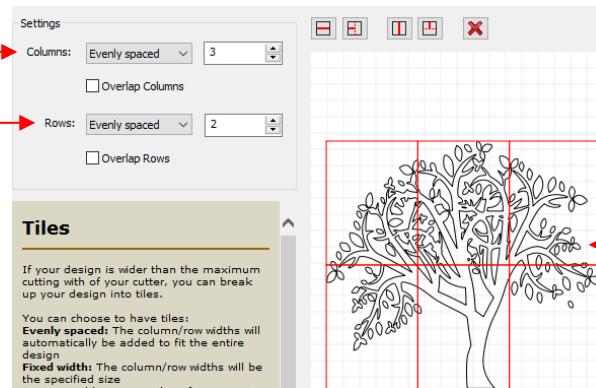 Settings
Columns: Evenly spaced 3
Overlap Columns
Rows: Evenly spaced 2
Overlap Rows
Tiles
If your design is wider than the maximum
cutting with of your cutter, you can break
up your design into tiles.
You can choose to have tiles:
Evenly spaced: The column/row widths will
automatically be added to fit the entire
design
Fixed width: The column/row widths will be
the specified size